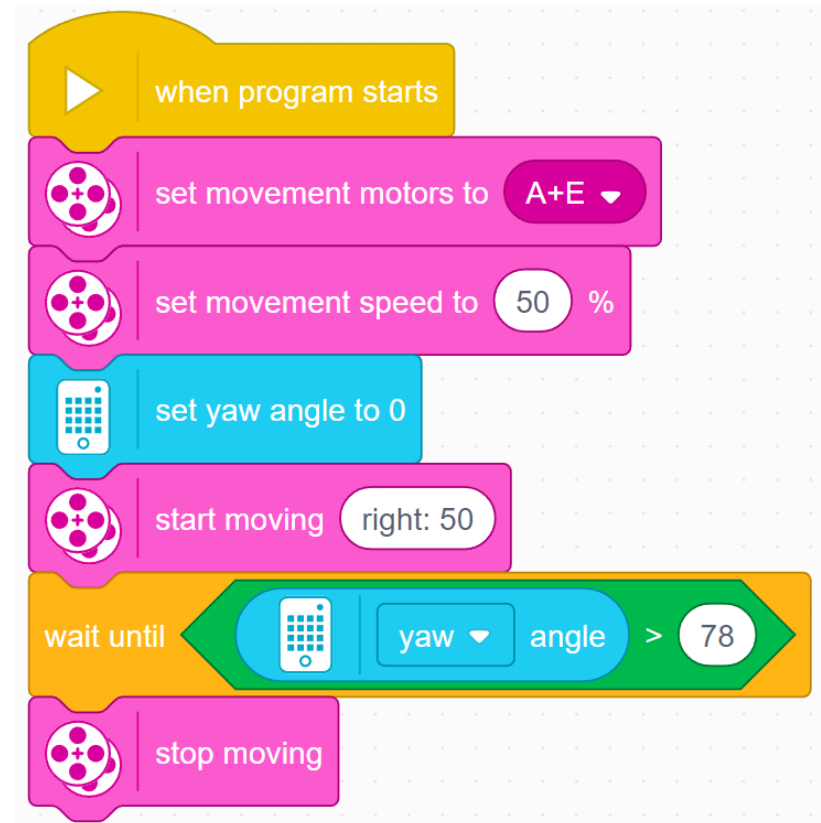 when program starts
set movement motors to A+E
set movement speed to 50 %
set yaw angle to 0
start moving right: 50
wait until yaw angle > 78
stop moving